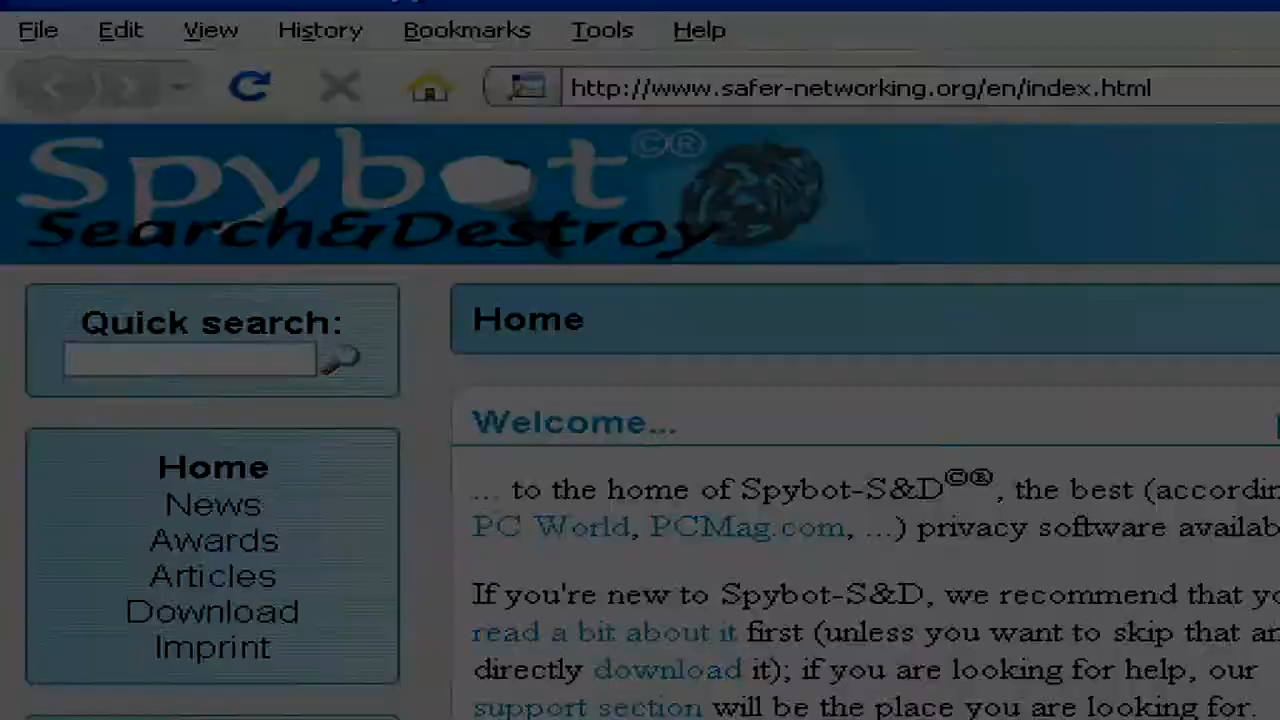 File Edit View History Bookmarks Tools Help
http://www.safer-networking.org/en/index.html
Spybot ©®
Search&Destroy
Quick search:
Home
News
Awards
Articles
Download
Imprint
Home
Welcome...
... to the home of Spybot-S&D©®, the best
PC World, PCMag.com, ...) privacy software
If you're new to Spybot-S&D, we recommend that
read a bit about it first (unless you want to skip that
directly download it); if you are looking for help, our
support section will be the place you are looking for.